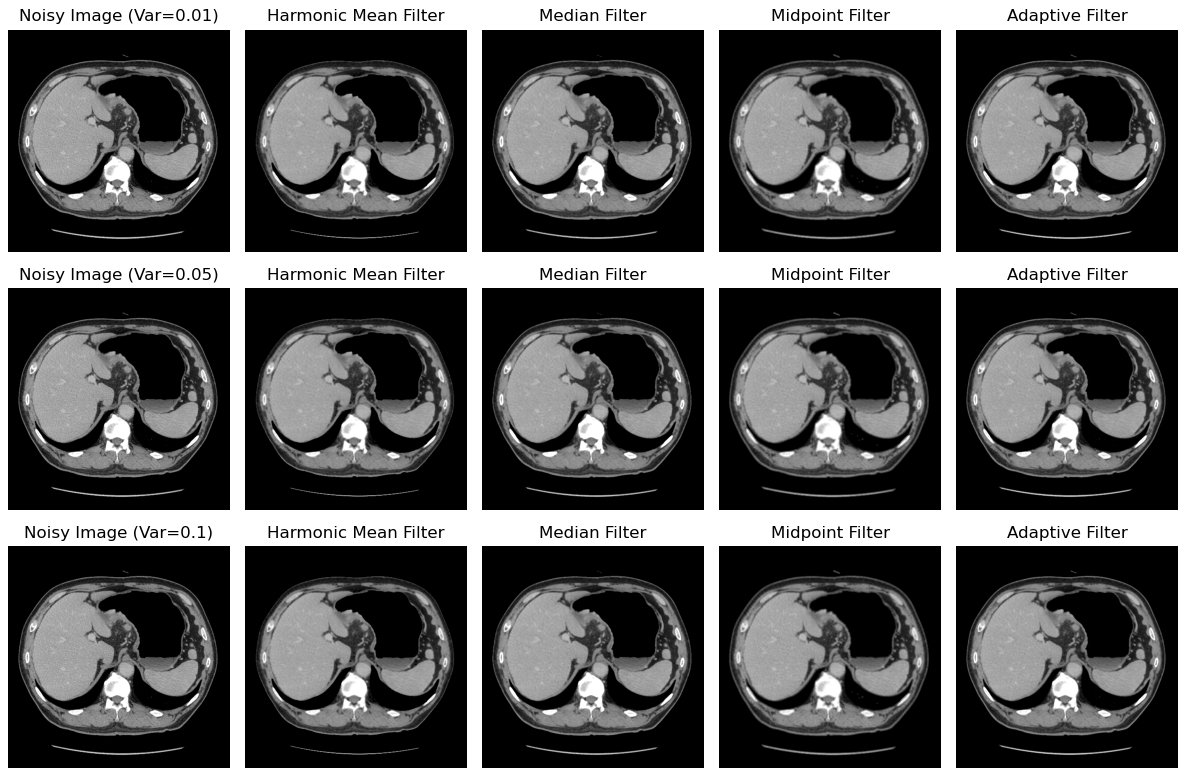 Noisy Image (Var=0.01)
Harmonic Mean Filter
Median Filter
Midpoint Filter
Adaptive Filter
Noisy Image (Var=0.05)
Harmonic Mean Filter
Median Filter
Midpoint Filter
Adaptive Filter
Noisy Image (Var=0.1)
Harmonic Mean Filter
Median Filter
Midpoint Filter
Adaptive Filter